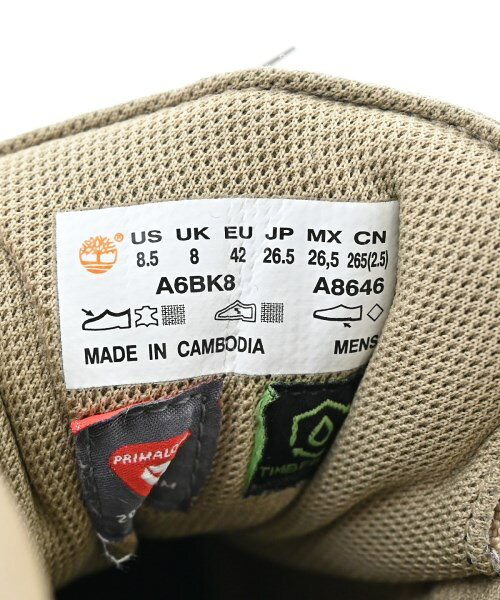 US UK EU JP MX CN
8.5 8 42 26.5 26,5 265(2.5)
A6BK8 A8646
MADE IN CAMBODIA MENS